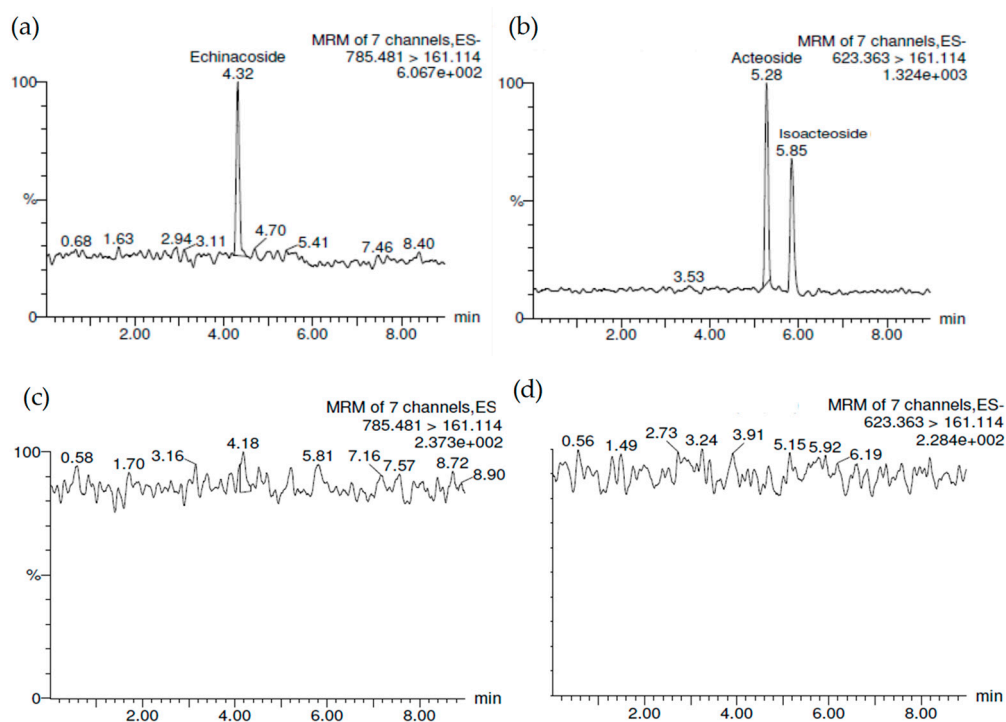 (a)
MRM of 7 channels,ES-
785.481 > 161.114
6.067e+002
Echinacoside
4.32
100
%
0
0.68
1.63
2.94
3.11
4.70
5.41
7.46
8.40
2.00
4.00
6.00
8.00
min
(b)
MRM of 7 channels,ES-
623.363 > 161.114
1.324e+003
Acteoside
5.28
Isoacteoside
5.85
100
%
0
3.53
2.00
4.00
6.00
8.00
min
(c)
MRM of 7 channels,ES
785.481 > 161.114
2.373e+002
100
%
0
0.58
1.70
3.16
4.18
5.81
7.16
7.57
8.72
8.90
2.00
4.00
6.00
8.00
min
(d)
MRM of 7 channels,ES-
623.363 > 161.114
2.284e+002
0.56
1.49
2.73
3.24
3.91
5.15
5.92
6.19
2.00
4.00
6.00
8.00
min